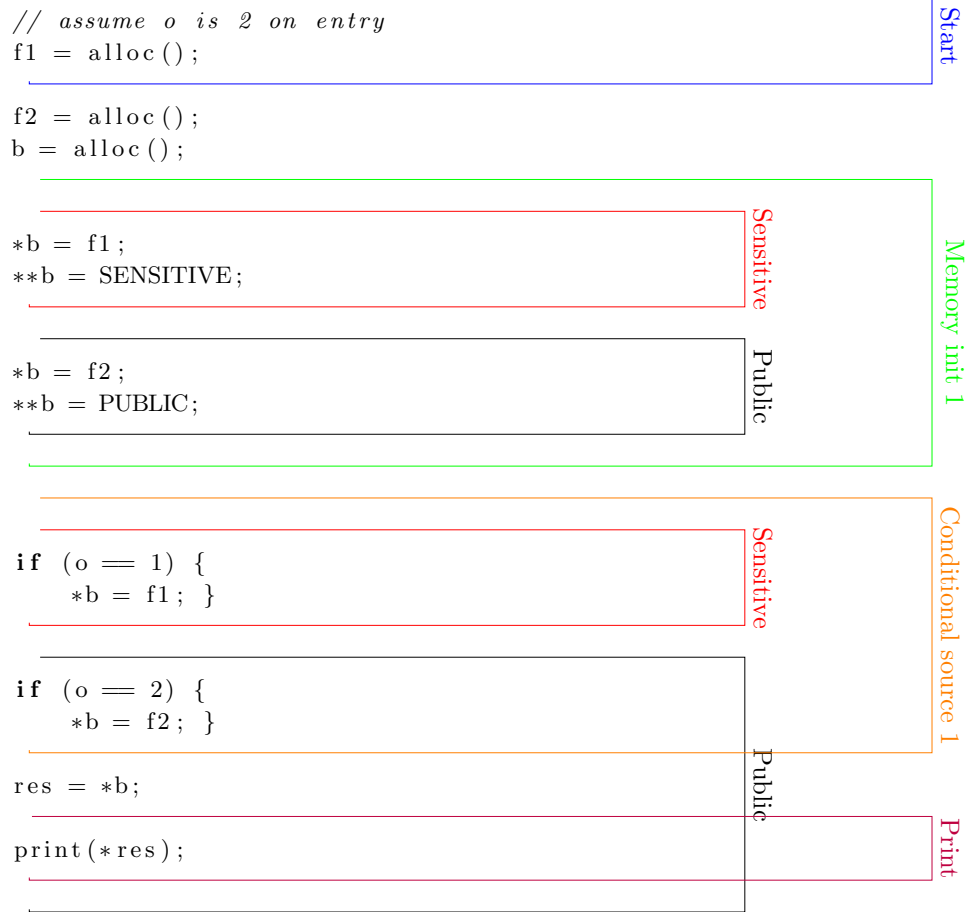 // assume o is 2 on entry
f1 = alloc();
Start
f2 = alloc();
b = alloc();
Memory init 1
Sensitive
*b = f1;
**b = SENSITIVE;
Public
*b = f2;
**b = PUBLIC;
Conditional source 1
Sensitive
if (o == 1) {
*b = f1; }
Public
if (o == 2) {
*b = f2; }
res = *b;
Print
print(*res);